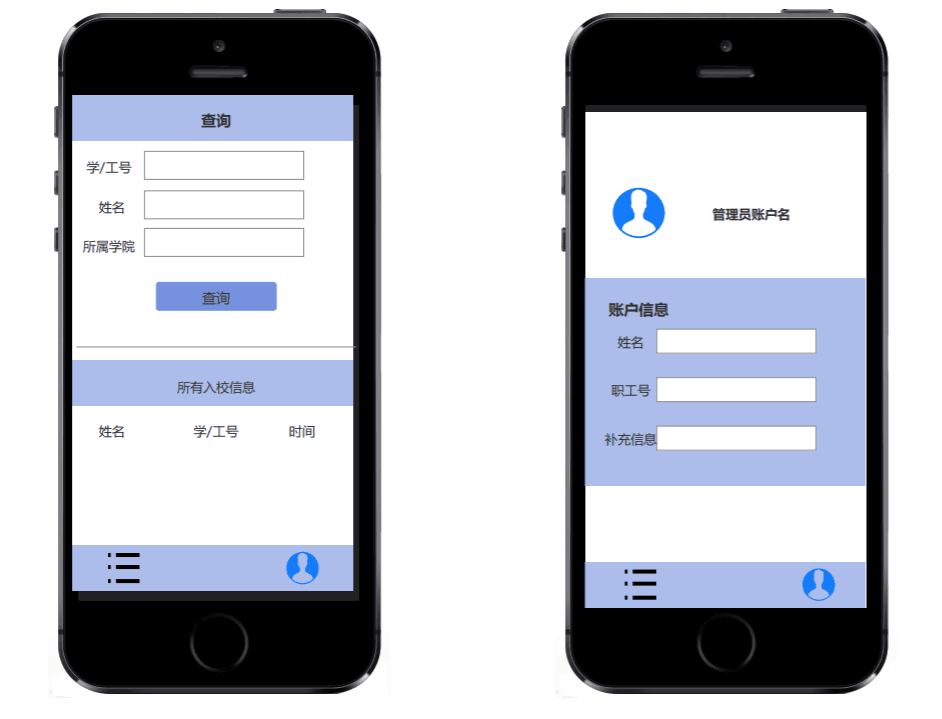 查询
学/工号
姓名
所属学院
查询
所有入校信息
姓名 学/工号 时间
管理员账户名
账户信息
姓名
职工号
补充信息